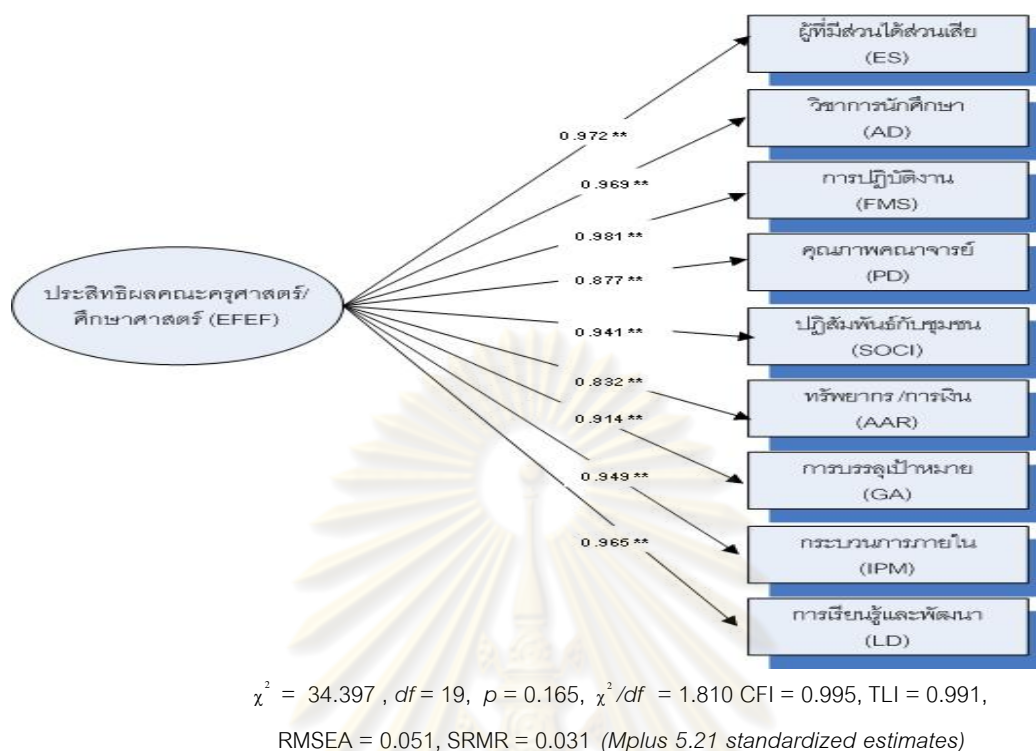 ผู้ที่มีส่วนได้ส่วนเสีย
(ES)
วิชาการนักศึกษา
(AD)
0.972 **
การปฏิบัติงาน
(FMS)
0.969 **
0.981 **
คุณภาพคณาจารย์
(PD)
0.877 **
ประสิทธิผลคณะครุศาสตร์/
ศึกษาศาสตร์ (EFEF)
ปฏิสัมพันธ์กับชุมชน
(SOCI)
0.941 **
0.832 **
ทรัพยากร /การเงิน
(AAR)
0.914 **
การบรรลุเป้าหมาย
(GA)
0.949 **
กระบวนการภายใน
(IPM)
0.965 **
การเรียนรู้และพัฒนา
(LD)
χ² = 34.397 , df = 19, p = 0.165, χ²/df = 1.810 CFI = 0.995, TLI = 0.991,
RMSEA = 0.051, SRMR = 0.031 (Mplus 5.21 standardized estimates)